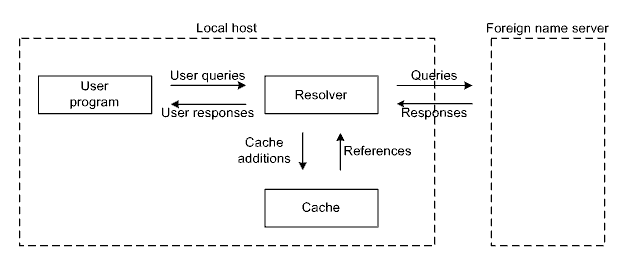 Local host
Foreign name server
User
program
User queries
User responses
Resolver
Queries
Responses
Cache
additions
References
Cache